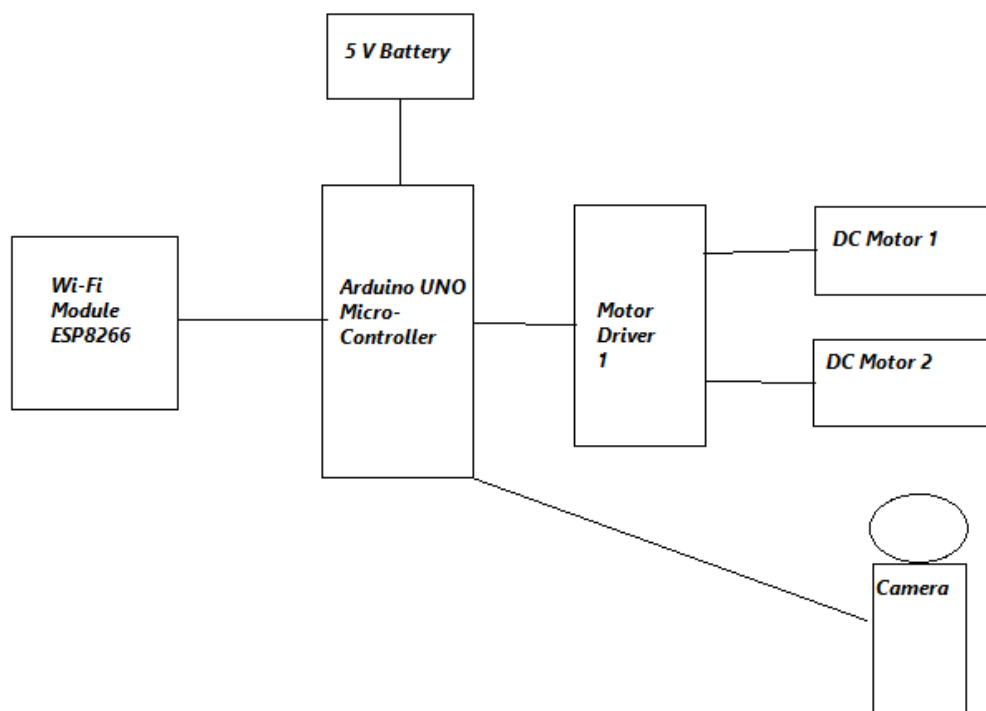 5 V Battery
Wi-Fi
Module
ESP8266
Arduino UNO
Micro-
Controller
Motor
Driver
1
DC Motor 1
DC Motor 2
Camera